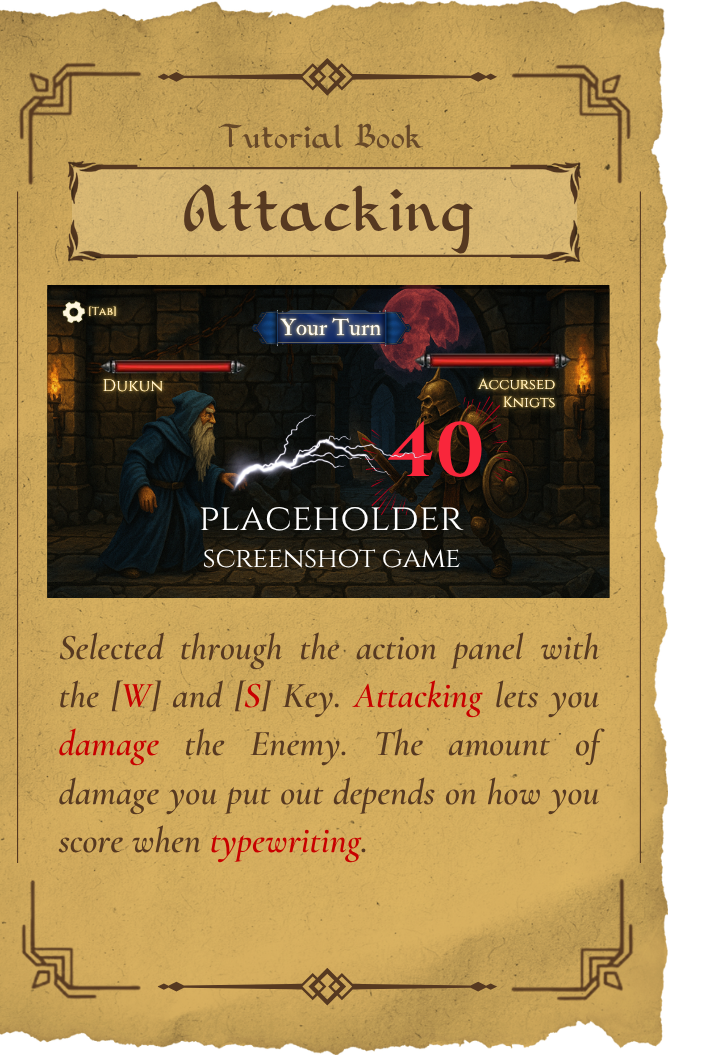 Tutorial Book
Attacking
[Tab]
Your Turn
Dukun
Accursed
Knigts
40
PLACEHOLDER
SCREENSHOT GAME
Selected through the action panel with
the [W] and [S] Key. Attacking lets you
damage the Enemy. The amount of
damage you put out depends on how you
score when typewriting.